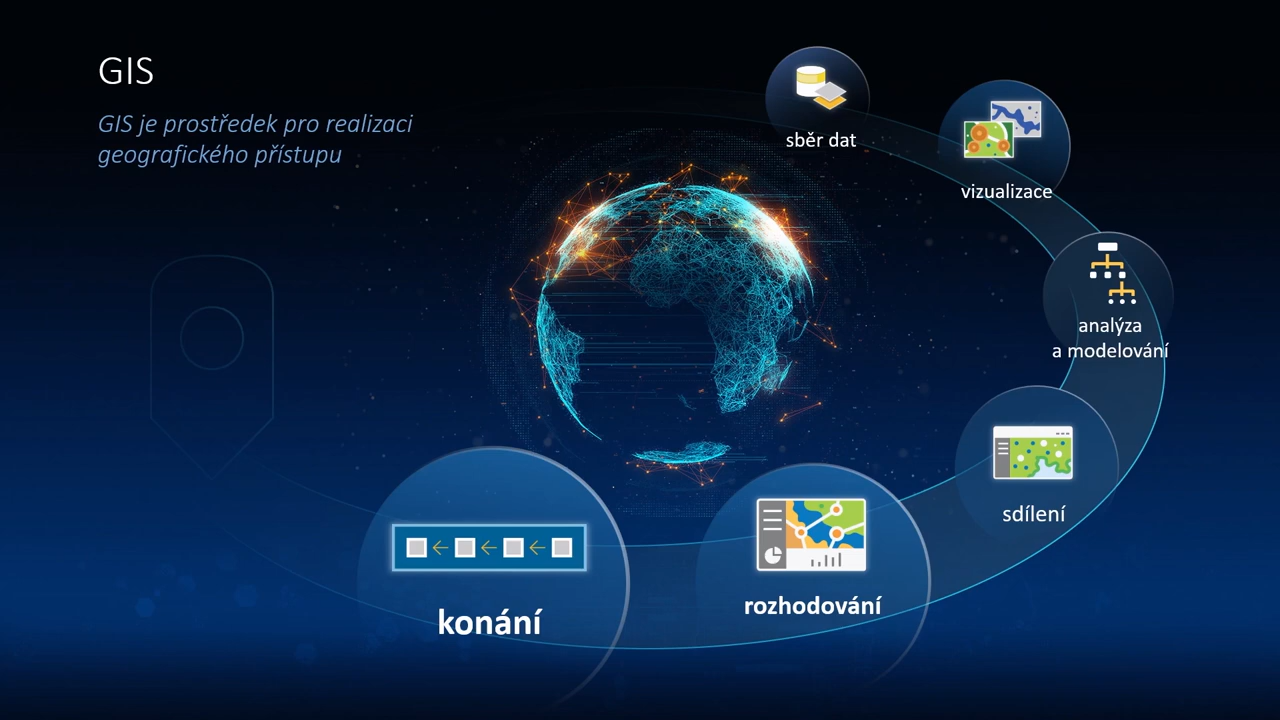 GIS
GIS je prostředek pro realizaci
geografického přístupu
sběr dat
vizualizace
analýza
a modelování
sdílení
rozhodování
konání